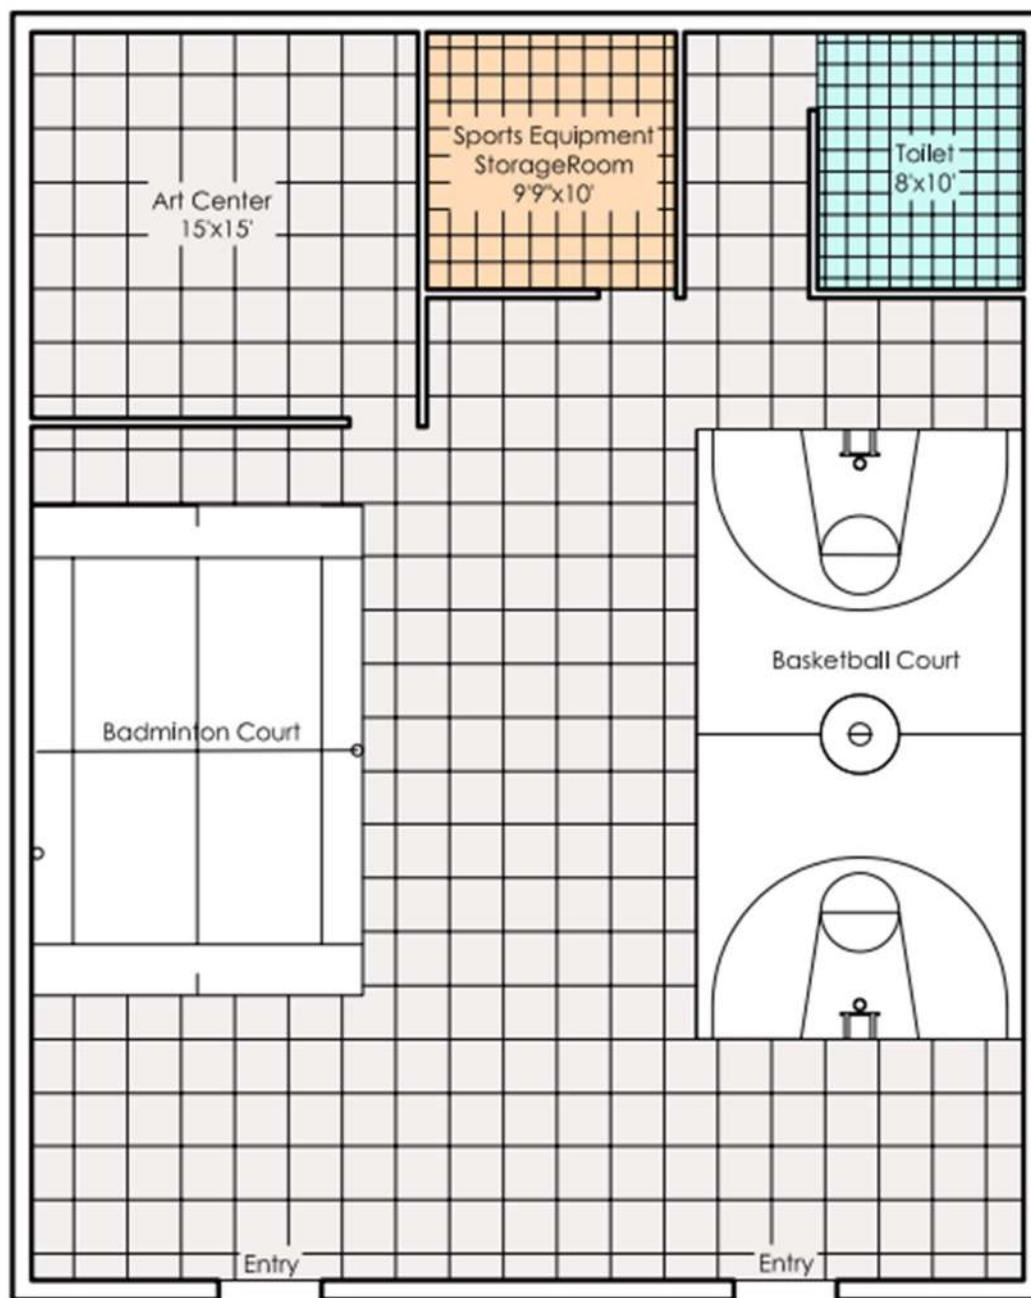 Art Center
15'x15'
Sports Equipment
StorageRoom
9'9"x10'
Toilet
8'x10'
Basketball Court
Badminton Court
Entry
Entry